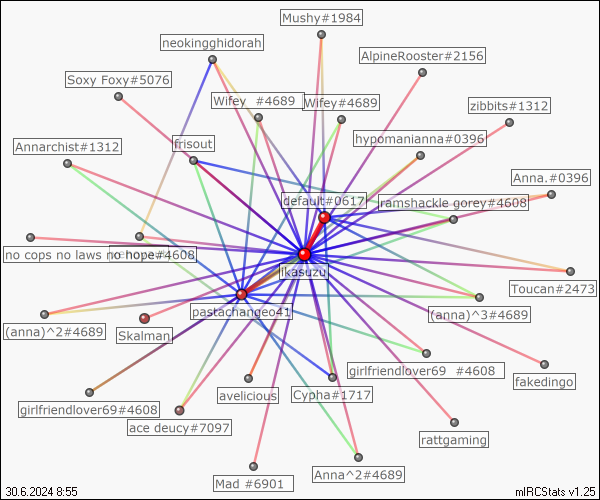 Mushy#1984
neokingghidorah
AlpineRooster#2156
Soxy Foxy#5076
Wifey #4689
Wifey#4689
zibbits#1312
Annarchist#1312
frisout
hypomanianna#0396
Anna.#0396
default#0617
ramshackle gorey#4608
no cops no laws no hope#4608
ikasuzu
Toucan#2473
pastachangeo41
(anna)^2#4689
Skalman
(anna)^3#4689
girlfriendlover69 #4608
fakedingo
girlfriendlover69#4608
avelicious
Cypha#1717
ace deucy#7097
rattgaming
Mad #6901
Anna^2#4689
30.6.2024 8:55
mIRCStats v1.25